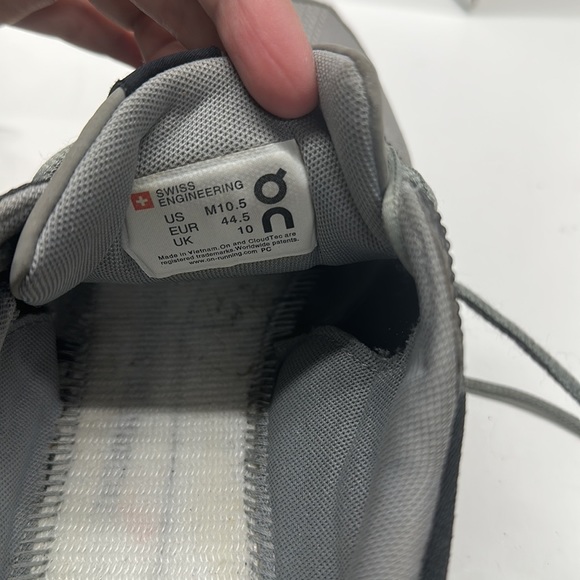 SWISS
ENGINEERING
US M10.5
EUR 44.5
UK 10
On
Made in Vietnam.On and CloudTec are
registered trademarks.Worldwide patents.
www.on-running.com PC